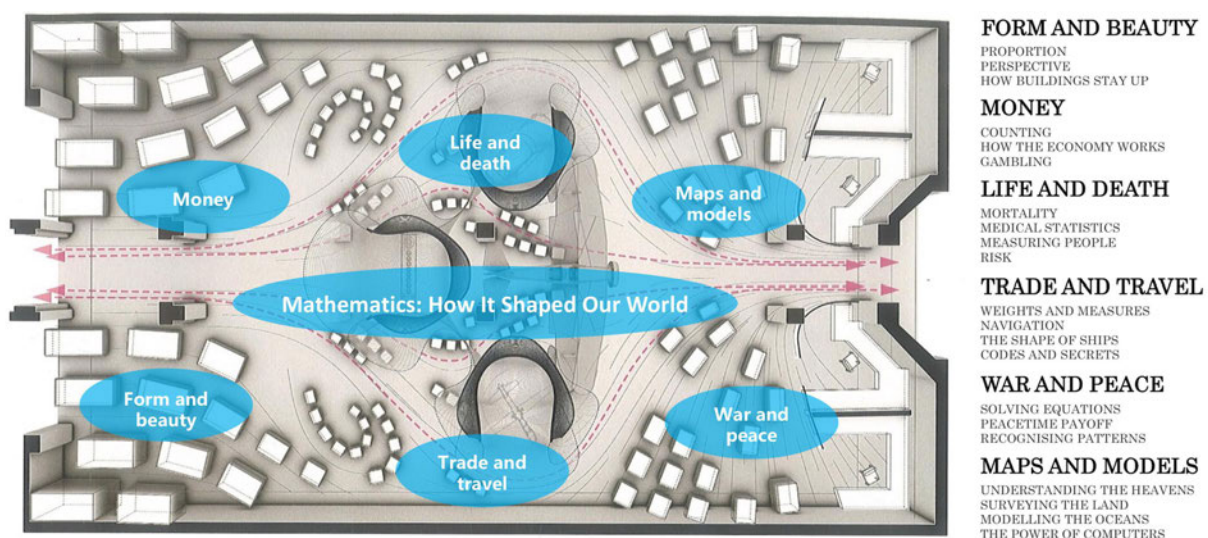 Life and
death
Money
Maps and
models
Mathematics: How It Shaped Our World
Form and
beauty
War and
peace
Trade and
travel
FORM AND BEAUTY
PROPORTION
PERSPECTIVE
HOW BUILDINGS STAY UP
MONEY
COUNTING
HOW THE ECONOMY WORKS
GAMBLING
LIFE AND DEATH
MORTALITY
MEDICAL STATISTICS
MEASURING PEOPLE
RISK
TRADE AND TRAVEL
WEIGHTS AND MEASURES
NAVIGATION
THE SHAPE OF SHIPS
CODES AND SECRETS
WAR AND PEACE
SOLVING EQUATIONS
PEACETIME PAYOFF
RECOGNISING PATTERNS
MAPS AND MODELS
UNDERSTANDING THE HEAVENS
SURVEYING THE LAND
MODELLING THE OCEANS
THE POWER OF COMPUTERS